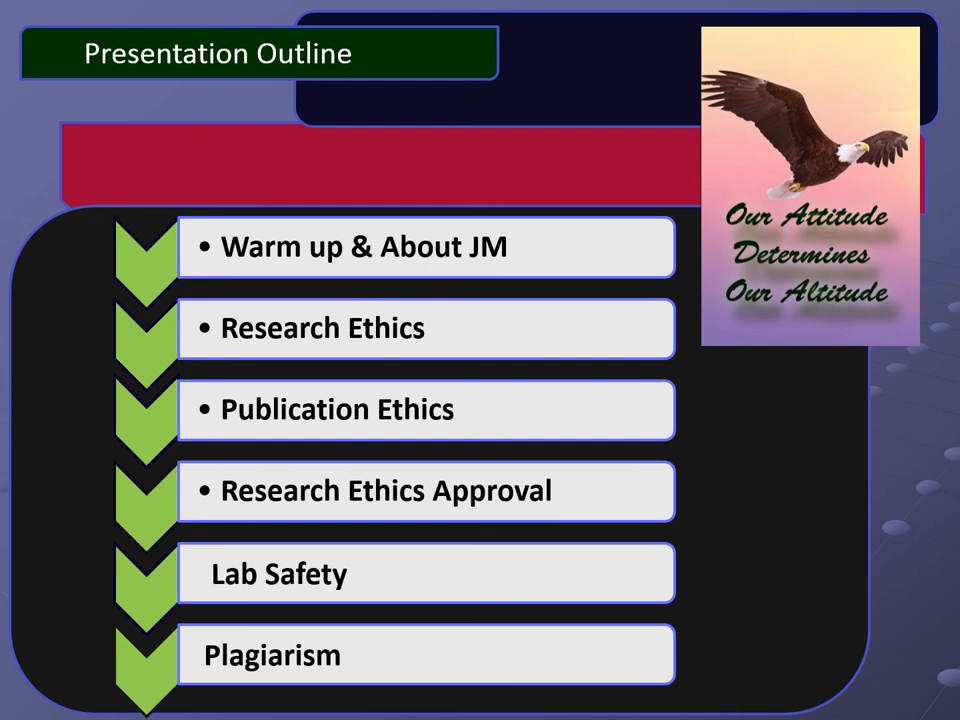 Presentation Outline
Our Attitude
Determines
Our Altitude
• Warm up & About JM
• Research Ethics
• Publication Ethics
• Research Ethics Approval
Lab Safety
Plagiarism